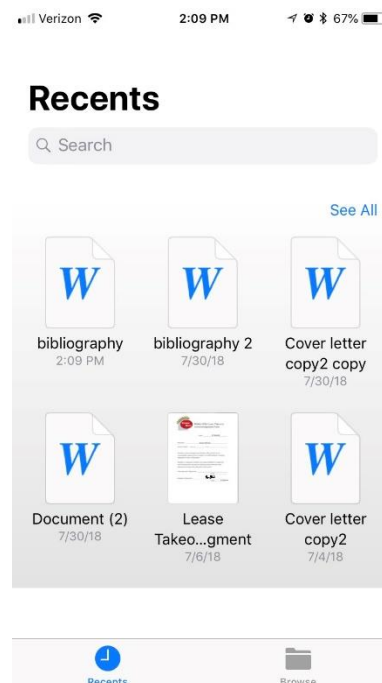 Verizon 2:09 PM 67%
Recents
Search
See All
W W W
bibliography bibliography 2 Cover letter
copy2 copy
2:09 PM 7/30/18 7/30/18
W W
Document (2) Lease Cover letter
Takeo...gment copy2
7/30/18 7/6/18 7/4/18
Recents Browse